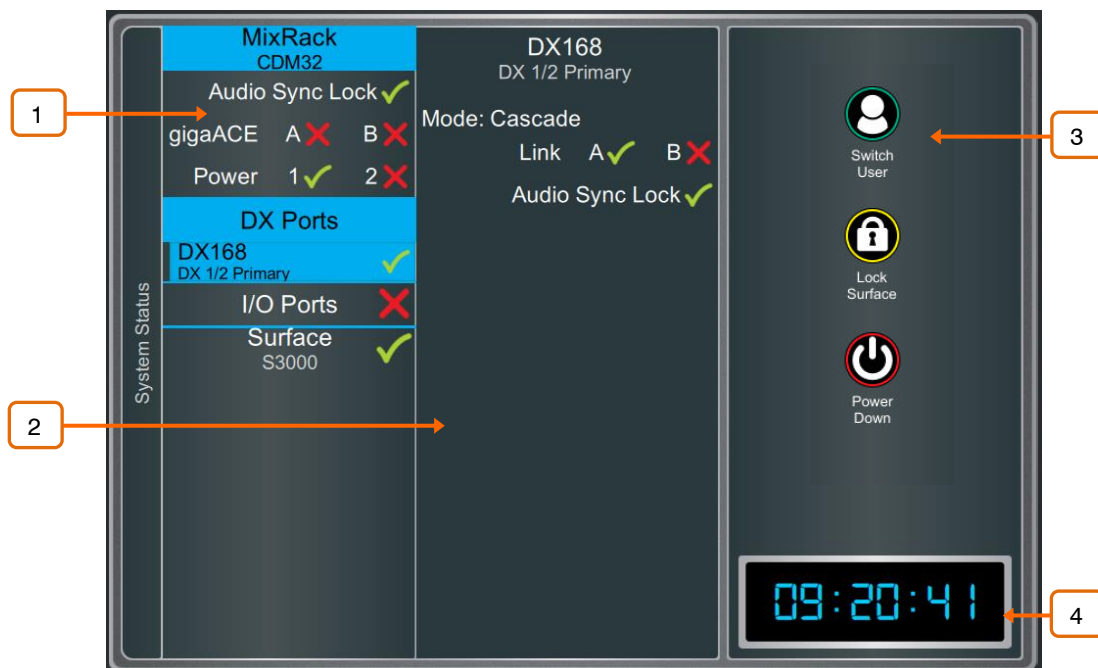 MixRack
CDM32
Audio Sync Lock
gigaACE A B
Power 1 2
DX Ports
DX168
DX 1/2 Primary
I/O Ports
Surface
S3000
System Status
DX168
DX 1/2 Primary
Mode: Cascade
Link A B
Audio Sync Lock
Switch
User
Lock
Surface
Power
Down
09:20:41
1
2
3
4